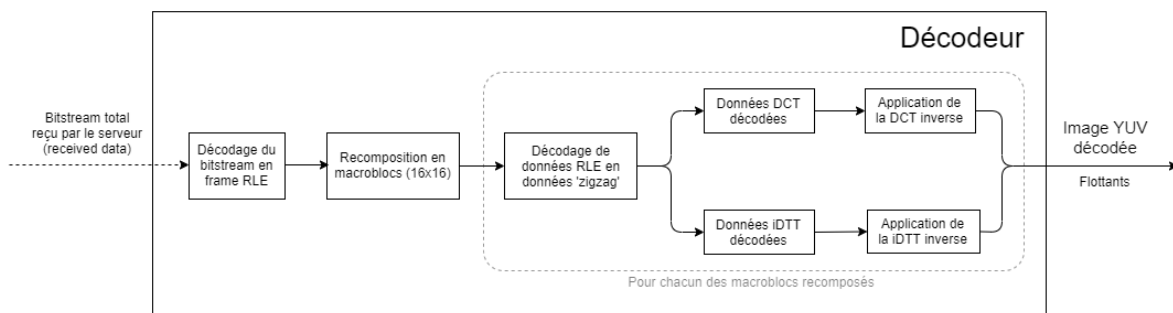 Décodeur
Bitstream total
reçu par le serveur
(received data)
Décodage du
bitstream en
frame RLE
Recomposition en
macroblocs (16x16)
Décodage de
données RLE en
données 'zigzag'
Données DCT
décodées
Application de
la DCT inverse
Données iDTT
décodées
Application de
la iDTT inverse
Pour chacun des macroblocs recomposés
Image YUV
décodée
Flottants